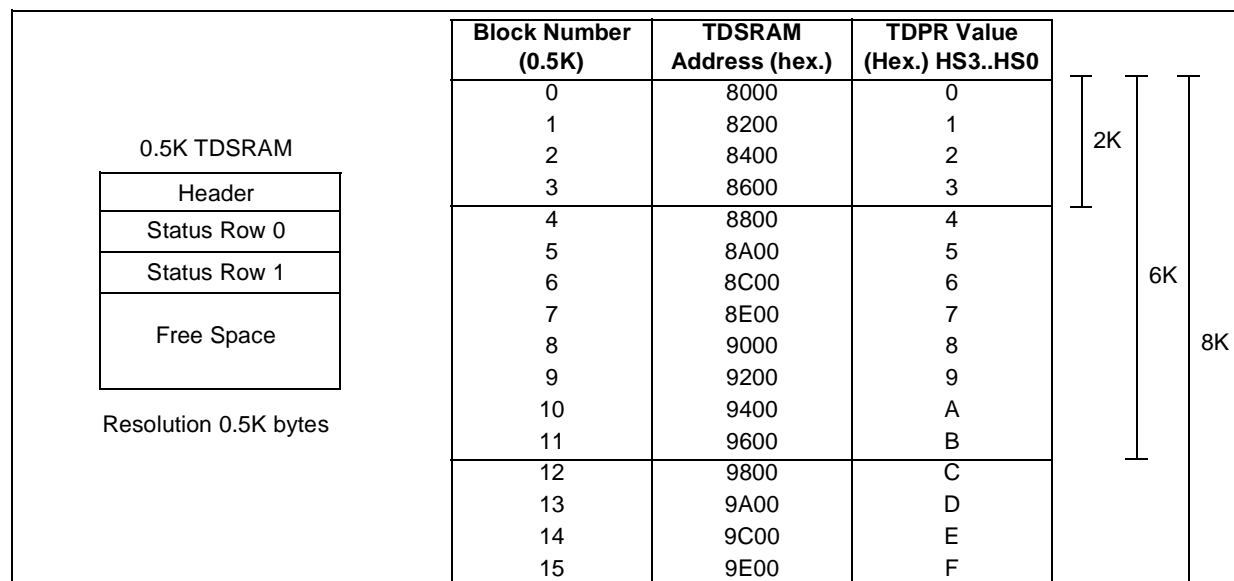 Block Number TDSRAM TDPR Value
(0.5K) Address (hex.) (Hex.) HS3..HS0
0 8000 0
1 8200 1
2 8400 2
3 8600 3
4 8800 4
5 8A00 5
6 8C00 6
7 8E00 7
8 9000 8
9 9200 9
10 9400 A
11 9600 B
12 9800 C
13 9A00 D
14 9C00 E
15 9E00 F
0.5K TDSRAM
Header
Status Row 0
Status Row 1
Free Space
Resolution 0.5K bytes
2K
6K
8K